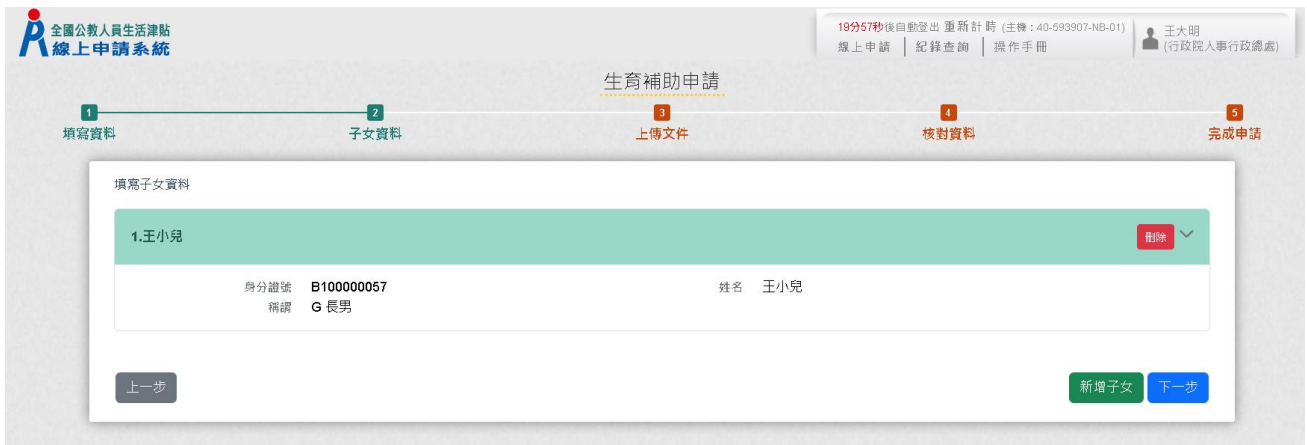 全國公教人員生活津貼
線上申請系統
19分57秒後自動登出 重新計時 (主機：40-593907-NB-01)
線上申請 | 紀錄查詢 | 操作手冊
王大明
(行政院人事行政總處)
生育補助申請
1 2 3 4 5
填寫資料 子女資料 上傳文件 核對資料 完成申請
填寫子女資料
1.王小兒 刪除
身分證號 B100000057 姓名 王小兒
稱謂 G 長男
上一步 新增子女 下一步